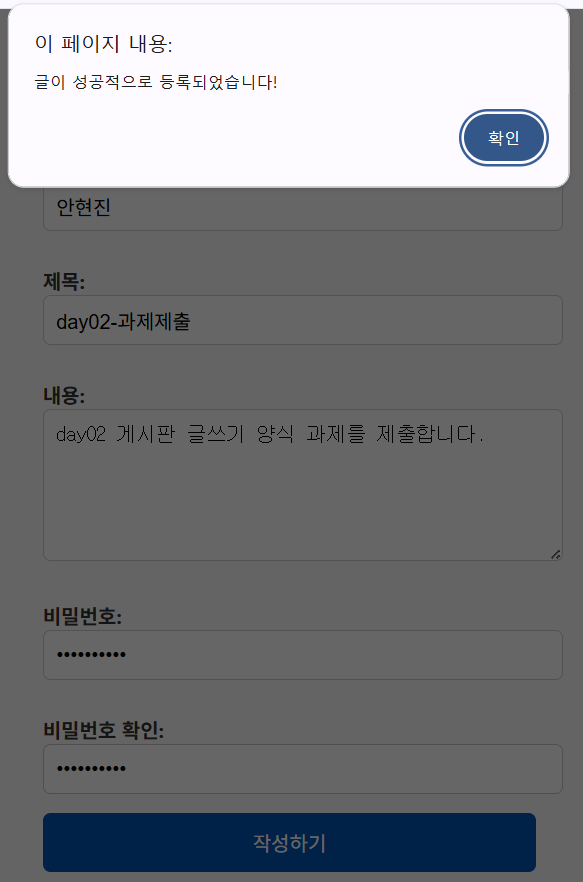 이 페이지 내용:
글이 성공적으로 등록되었습니다!
확인
안현진
제목:
day02-과제제출
내용:
day02 게시판 글쓰기 양식 과제를 제출합니다.
비밀번호:
••••••••••
비밀번호 확인:
••••••••••
작성하기